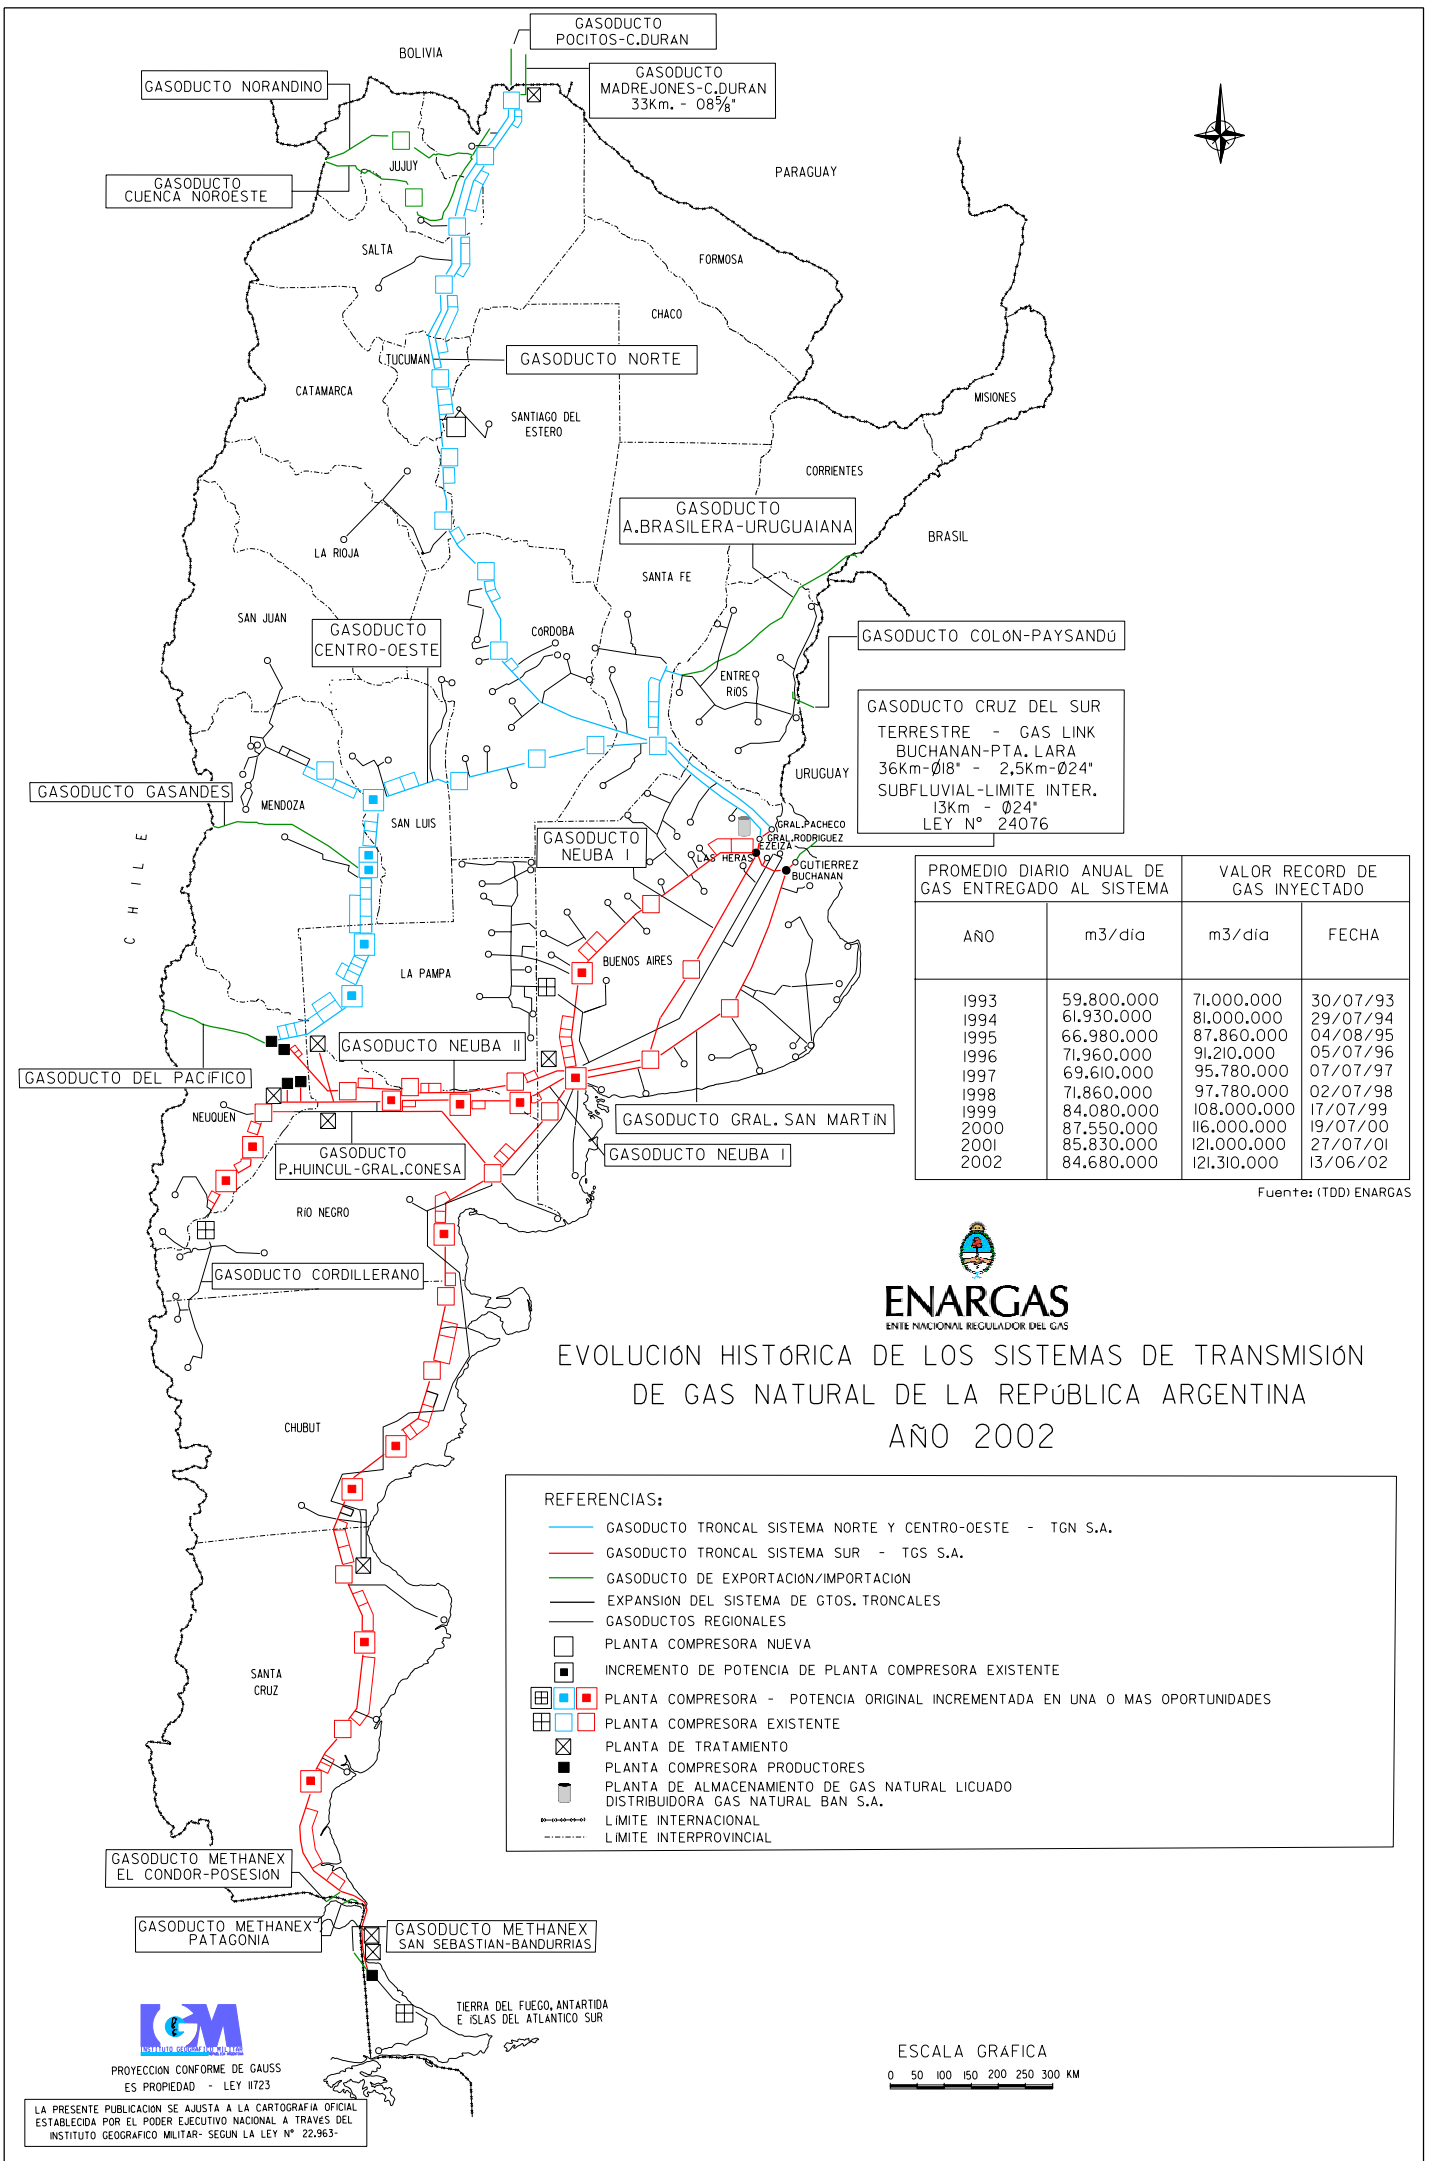 GASODUCTO
POCITOS-C.DURAN
BOLIVIA
GASODUCTO NORANDINO
GASODUCTO
MADREJONES-C.DURAN
33Km. - 08⅝"
JUJUY
PARAGUAY
GASODUCTO
CUENCA NOROESTE
SALTA
FORMOSA
CHACO
TUCUMAN
GASODUCTO NORTE
CATAMARCA
MISIONES
SANTIAGO DEL
ESTERO
CORRIENTES
GASODUCTO
A.BRASILERA-URUGUAIANA
BRASIL
LA RIOJA
SANTA FE
SAN JUAN
GASODUCTO
CENTRO-OESTE
CóRDOBA
GASODUCTO COLóN-PAYSANDú
ENTRE
RíOS
GASODUCTO CRUZ DEL SUR
TERRESTRE - GAS LINK
BUCHANAN-PTA. LARA
36Km-Ø18" - 2,5Km-Ø24"
SUBFLUVIAL-LIMITE INTER.
13Km - Ø24"
LEY N° 24076
URUGUAY
GASODUCTO GASANDES
MENDOZA
SAN LUIS
CHILE
GASODUCTO
NEUBA I
GRAL.PACHECO
GRAL.RODRIGUEZ
EZEIZA
LAS HERAS
GUTIERREZ
BUCHANAN
PROMEDIO DIARIO ANUAL DE
GAS ENTREGADO AL SISTEMA
VALOR RECORD DE
GAS INYECTADO
AÑO m3/día m3/día FECHA
1993 59.800.000 71.000.000 30/07/93
1994 61.930.000 81.000.000 29/07/94
1995 66.980.000 87.860.000 04/08/95
1996 71.960.000 91.210.000 05/07/96
1997 69.610.000 95.780.000 07/07/97
1998 71.860.000 97.780.000 02/07/98
1999 84.080.000 108.000.000 17/07/99
2000 87.550.000 116.000.000 19/07/00
2001 85.830.000 121.000.000 27/07/01
2002 84.680.000 121.310.000 13/06/02
Fuente: (TDD) ENARGAS
BUENOS AIRES
LA PAMPA
GASODUCTO NEUBA II
GASODUCTO DEL PACíFICO
NEUQUEN
GASODUCTO GRAL. SAN MARTíN
GASODUCTO
P.HUINCUL-GRAL.CONESA
GASODUCTO NEUBA I
RíO NEGRO
GASODUCTO CORDILLERANO
ENARGAS
ENTE NACIONAL REGULADOR DEL GAS
EVOLUCIóN HISTóRICA DE LOS SISTEMAS DE TRANSMISIóN
DE GAS NATURAL DE LA REPúBLICA ARGENTINA
AÑO 2002
CHUBUT
REFERENCIAS:
GASODUCTO TRONCAL SISTEMA NORTE Y CENTRO-OESTE - TGN S.A.
GASODUCTO TRONCAL SISTEMA SUR - TGS S.A.
GASODUCTO DE EXPORTACIóN/IMPORTACIóN
EXPANSIóN DEL SISTEMA DE GTOS. TRONCALES
GASODUCTOS REGIONALES
PLANTA COMPRESORA NUEVA
INCREMENTO DE POTENCIA DE PLANTA COMPRESORA EXISTENTE
PLANTA COMPRESORA - POTENCIA ORIGINAL INCREMENTADA EN UNA O MAS OPORTUNIDADES
PLANTA COMPRESORA EXISTENTE
PLANTA DE TRATAMIENTO
PLANTA COMPRESORA PRODUCTORES
PLANTA DE ALMACENAMIENTO DE GAS NATURAL LICUADO
DISTRIBUIDORA GAS NATURAL BAN S.A.
LíMITE INTERNACIONAL
LíMITE INTERPROVINCIAL
SANTA
CRUZ
GASODUCTO METHANEX
EL CONDOR-POSESIóN
GASODUCTO METHANEX
PATAGONIA
GASODUCTO METHANEX
SAN SEBASTIAN-BANDURRIAS
TIERRA DEL FUEGO, ANTARTIDA
E ISLAS DEL ATLANTICO SUR
IGM
INSTITUTO GEOGRAFICO MILITAR
PROYECCION CONFORME DE GAUSS
ES PROPIEDAD - LEY 11723
LA PRESENTE PUBLICACION SE AJUSTA A LA CARTOGRAFíA OFICIAL
ESTABLECIDA POR EL PODER EJECUTIVO NACIONAL A TRAVéS DEL
INSTITUTO GEOGRAFICO MILITAR- SEGUN LA LEY N° 22.963-
ESCALA GRáFICA
0 50 100 150 200 250 300 KM